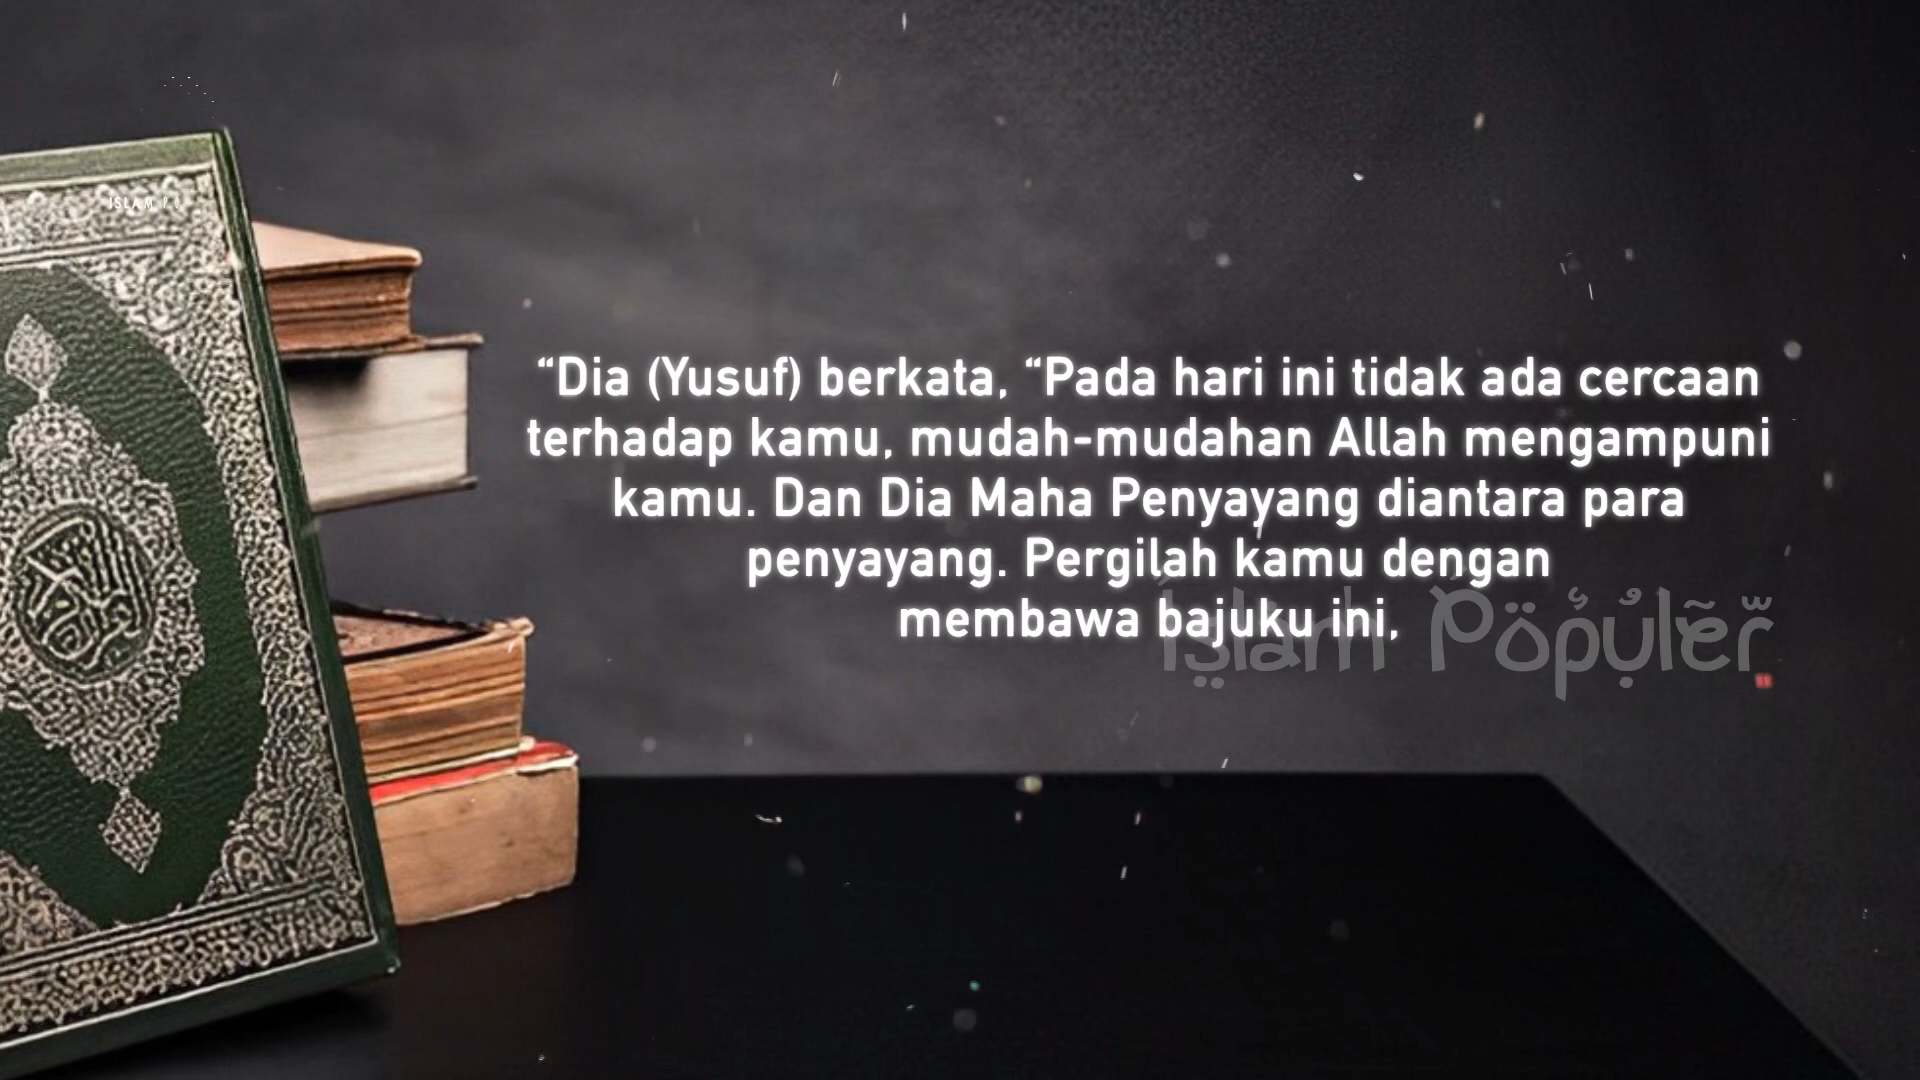 “Dia (Yusuf) berkata, “Pada hari ini tidak ada cercaan
terhadap kamu, mudah-mudahan Allah mengampuni
kamu. Dan Dia Maha Penyayang diantara para
penyayang. Pergilah kamu dengan
membawa bajuku ini,
Islam Populer
ISLAM